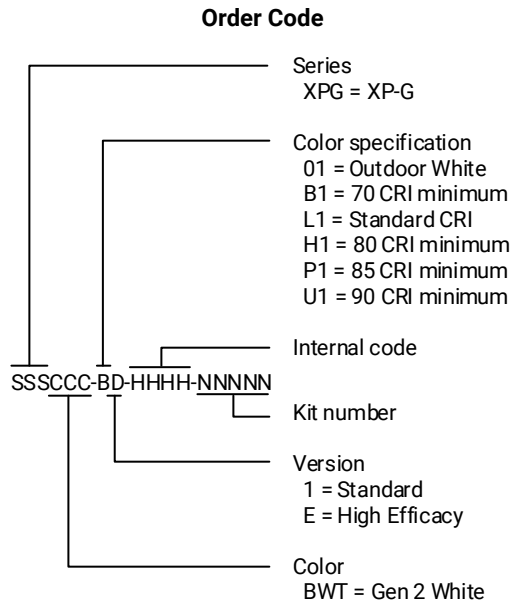 Order Code
Series
XPG = XP-G
Color specification
01 = Outdoor White
B1 = 70 CRI minimum
L1 = Standard CRI
H1 = 80 CRI minimum
P1 = 85 CRI minimum
U1 = 90 CRI minimum
Internal code
SSSCCC-BD-HHHH-NNNNN
Kit number
Version
1 = Standard
E = High Efficacy
Color
BWT = Gen 2 White